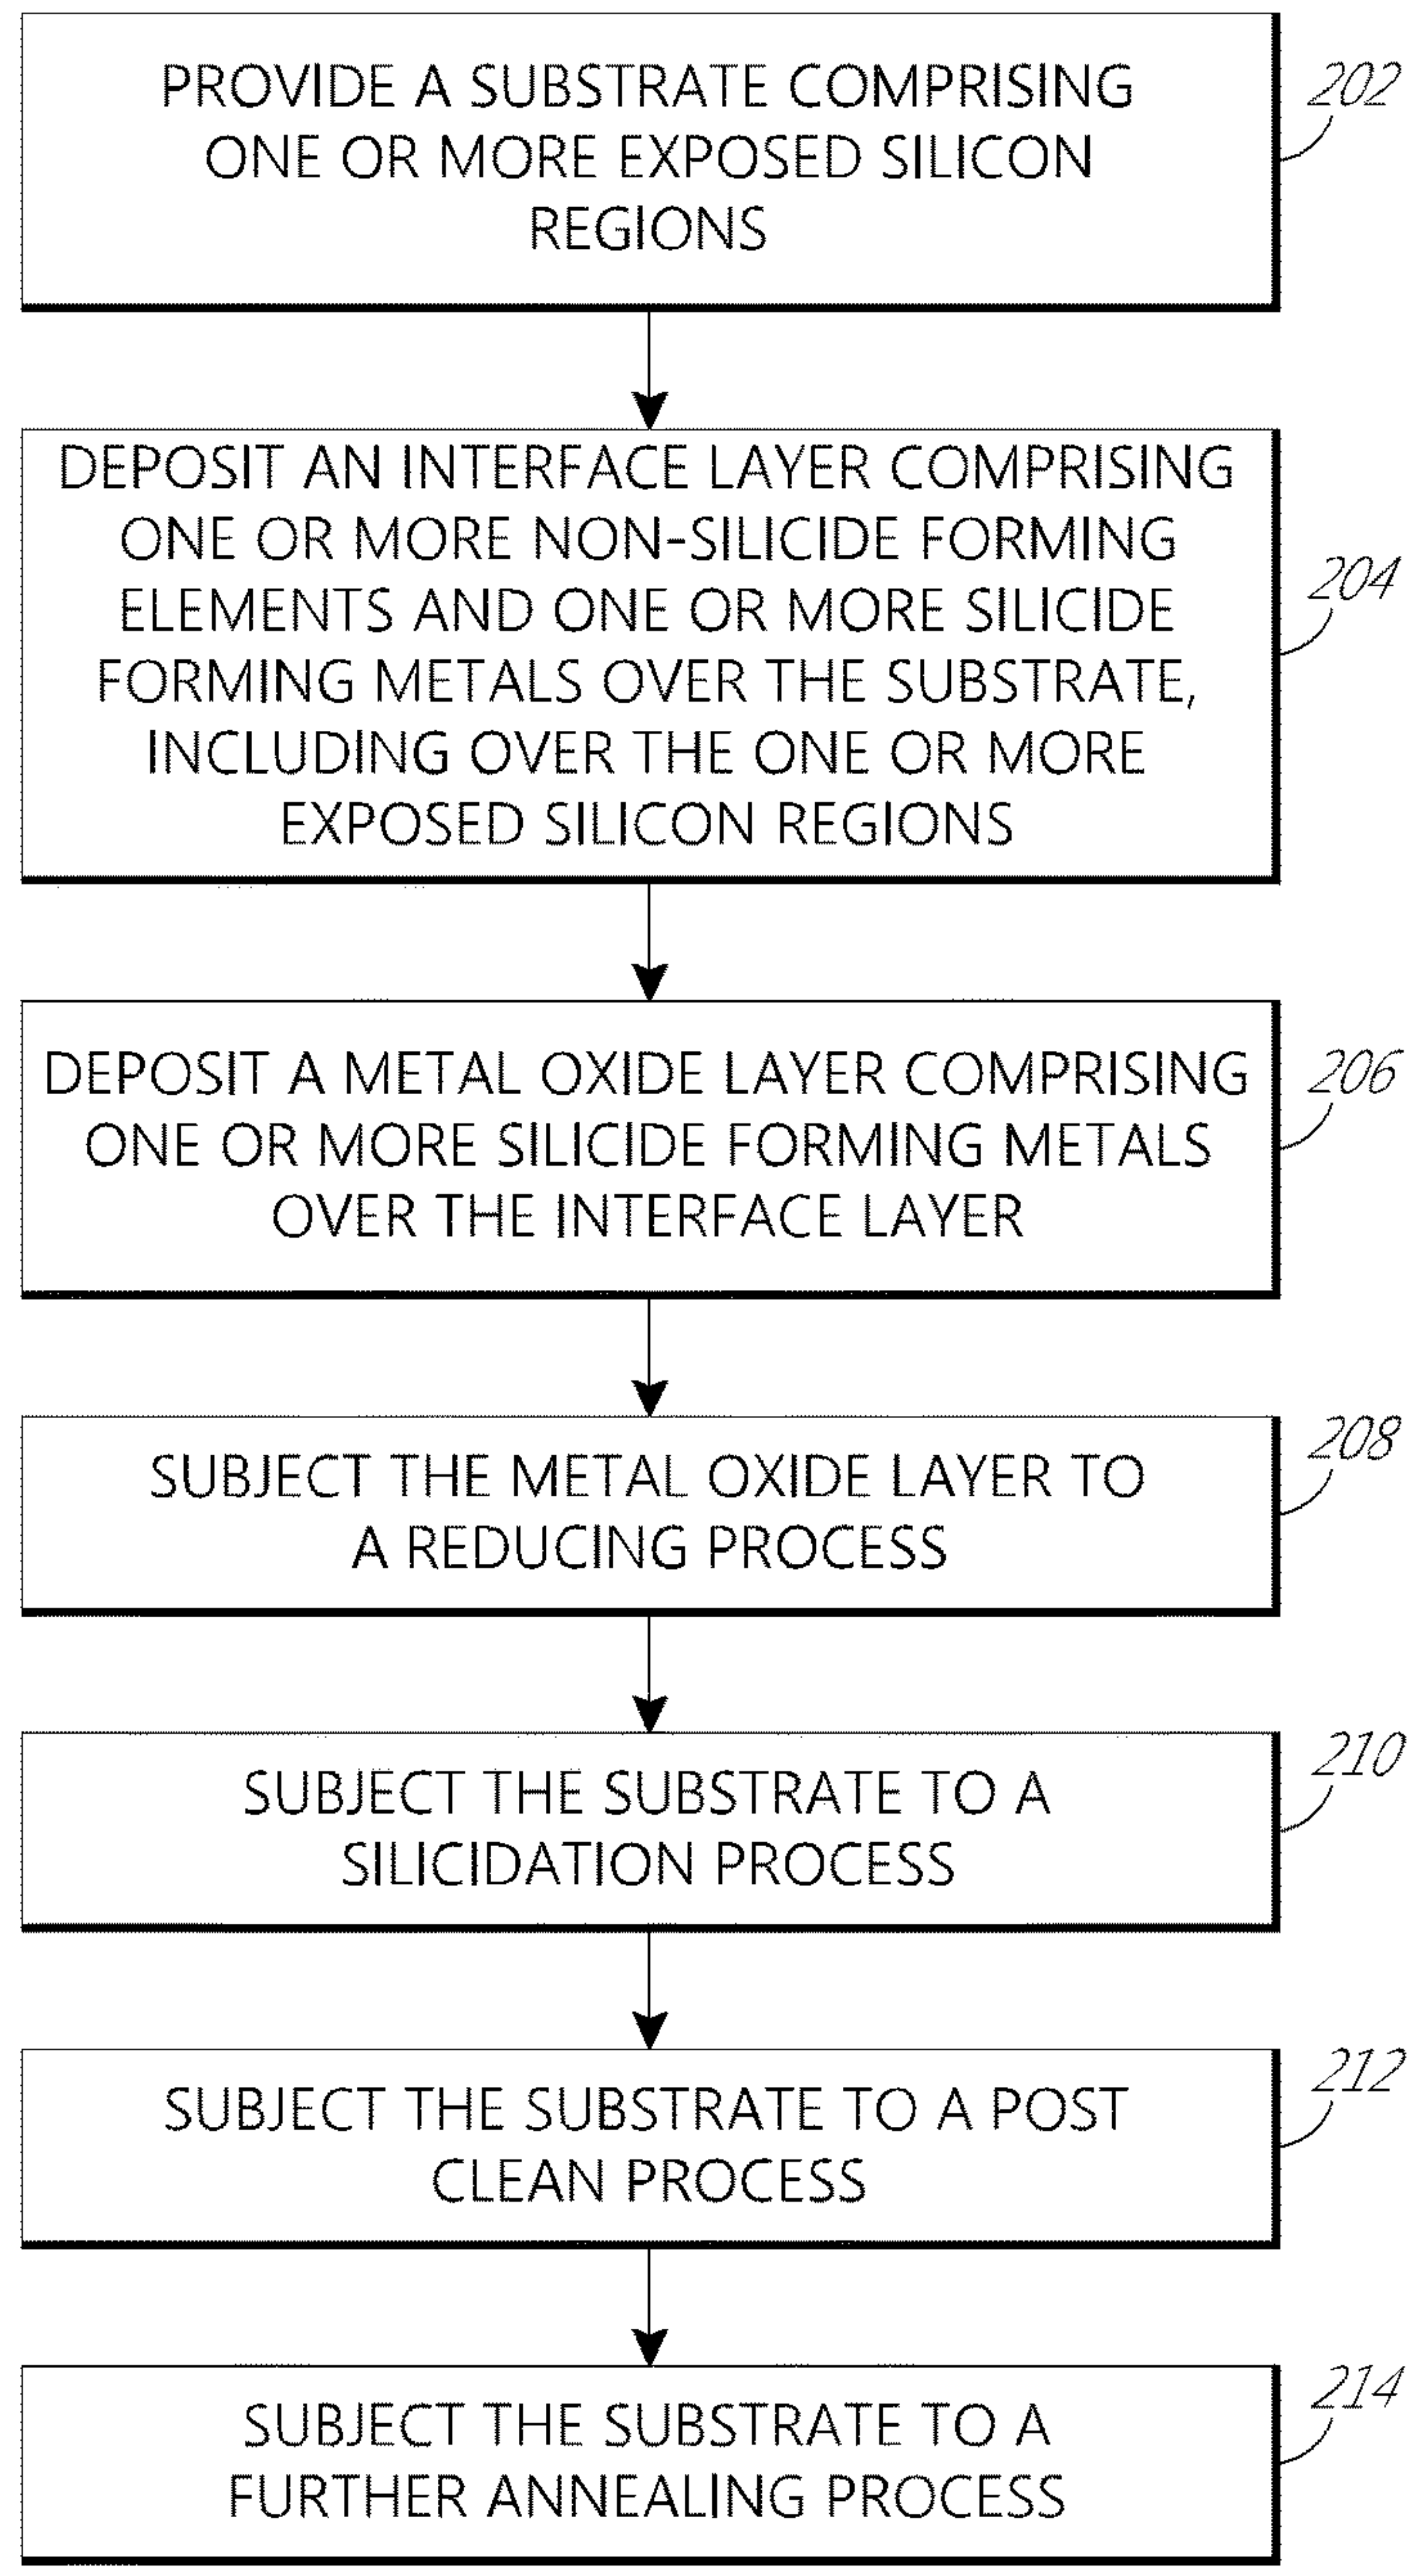 PROVIDE A SUBSTRATE COMPRISING
ONE OR MORE EXPOSED SILICON
REGIONS
202
DEPOSIT AN INTERFACE LAYER COMPRISING
ONE OR MORE NON-SILICIDE FORMING
ELEMENTS AND ONE OR MORE SILICIDE
FORMING METALS OVER THE SUBSTRATE,
INCLUDING OVER THE ONE OR MORE
EXPOSED SILICON REGIONS
204
DEPOSIT A METAL OXIDE LAYER COMPRISING
ONE OR MORE SILICIDE FORMING METALS
OVER THE INTERFACE LAYER
206
SUBJECT THE METAL OXIDE LAYER TO
A REDUCING PROCESS
208
SUBJECT THE SUBSTRATE TO A
SILICIDATION PROCESS
210
SUBJECT THE SUBSTRATE TO A POST
CLEAN PROCESS
212
SUBJECT THE SUBSTRATE TO A
FURTHER ANNEALING PROCESS
214